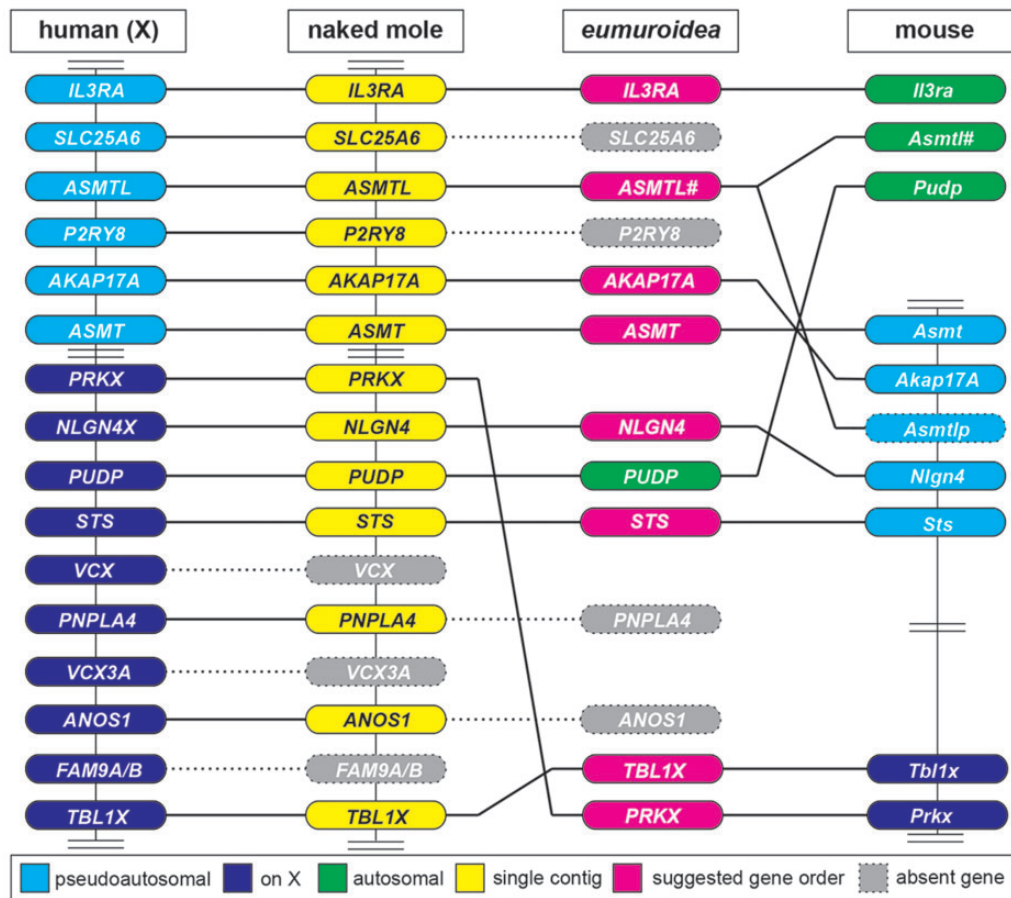 human (X) naked mole eumuroidea mouse
IL3RA IL3RA IL3RA Il3ra
SLC25A6 SLC25A6 SLC25A6 Asmtl#
ASMTL ASMTL ASMTL# Pudp
P2RY8 P2RY8 P2RY8
AKAP17A AKAP17A AKAP17A
ASMT ASMT ASMT Asmt
PRKX PRKX Akap17A
NLGN4X NLGN4 NLGN4 Asmtlp
PUDP PUDP PUDP Nlgn4
STS STS STS Sts
VCX VCX
PNPLA4 PNPLA4 PNPLA4
VCX3A VCX3A
ANOS1 ANOS1 ANOS1
FAM9A/B FAM9A/B TBL1X Tbl1x
TBL1X TBL1X PRKX Prkx
pseudoautosomal on X autosomal single contig suggested gene order absent gene